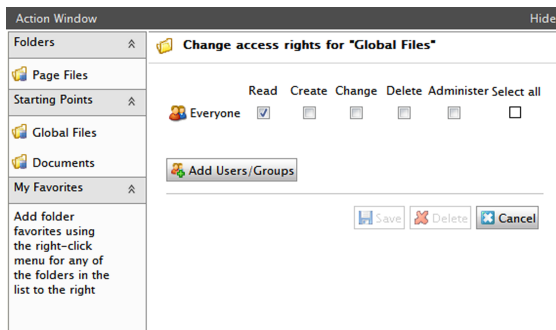 Action Window Hide
Folders
Page Files
Starting Points
Global Files
Documents
My Favorites
Add folder
favorites using
the right-click
menu for any of
the folders in the
list to the right
Change access rights for "Global Files"
Read Create Change Delete Administer Select all
Everyone
Add Users/Groups
Save Delete Cancel